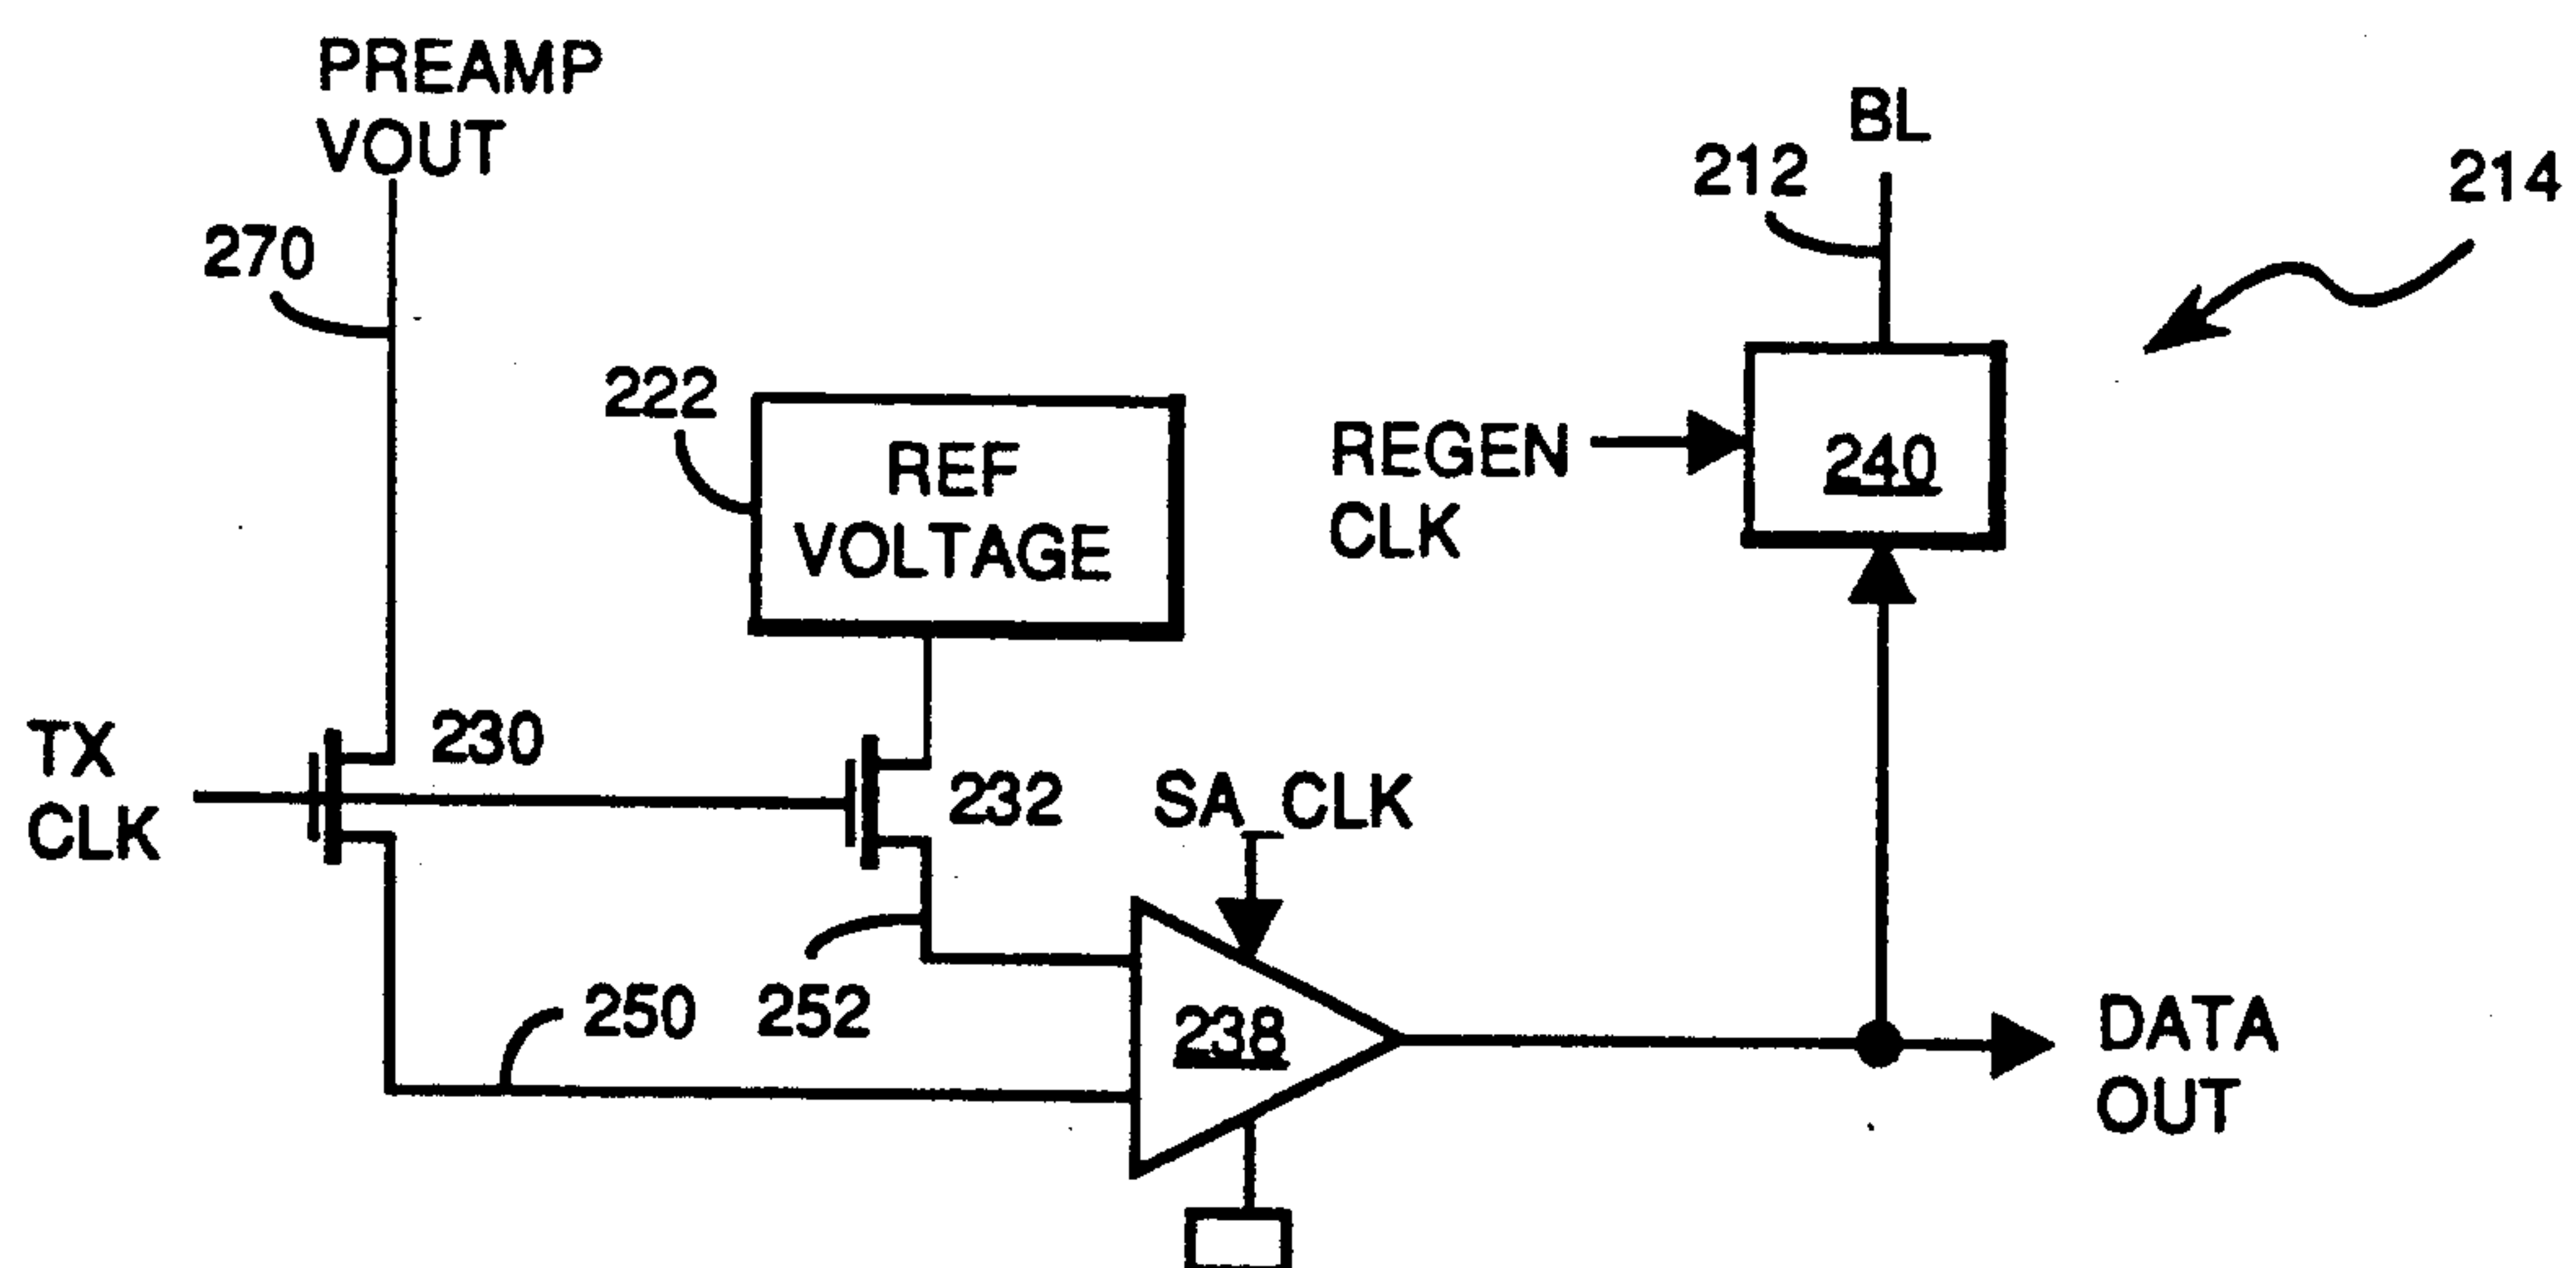 PREAMP
VOUT
BL
212
214
270
222
REF
VOLTAGE
REGEN
CLK
240
TX
CLK
230
232
SA_CLK
250
252
238
DATA
OUT